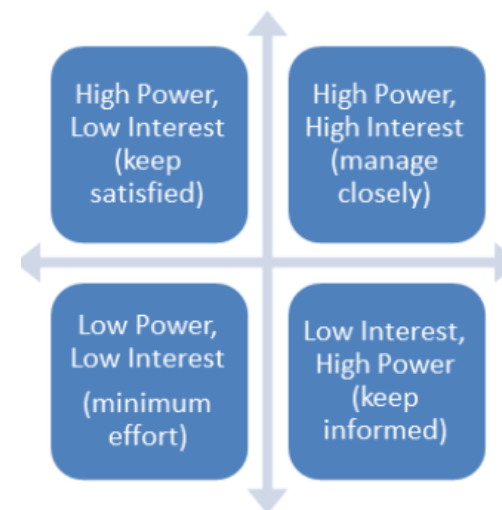 High Power,
Low Interest
(keep
satisfied)
High Power,
High Interest
(manage
closely)
Low Power,
Low Interest
(minimum
effort)
Low Interest,
High Power
(keep
informed)